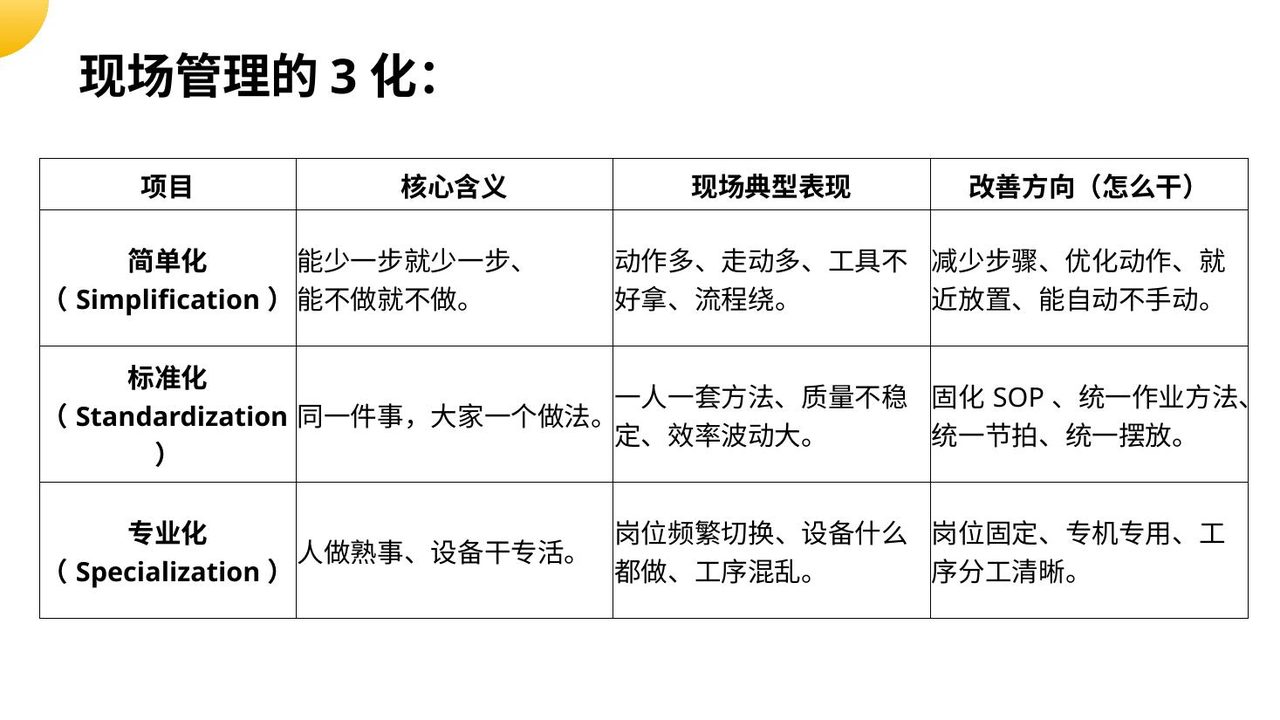 现场管理的 3 化：
项目
核心含义
现场典型表现
改善方向（怎么干）
简单化
（ Simplification ）
能少一步就少一步、
能不做就不做。
动作多、走动多、工具不
好拿、流程绕。
减少步骤、优化动作、就
近放置、能自动不手动。
标准化
（ Standardization
）
同一件事，大家一个做法。
一人一套方法、质量不稳
定、效率波动大。
固化 SOP 、统一作业方法、
统一节拍、统一摆放。
专业化
（ Specialization ）
人做熟事、设备干专活。
岗位频繁切换、设备什么
都做、工序混乱。
岗位固定、专机专用、工
序分工清晰。